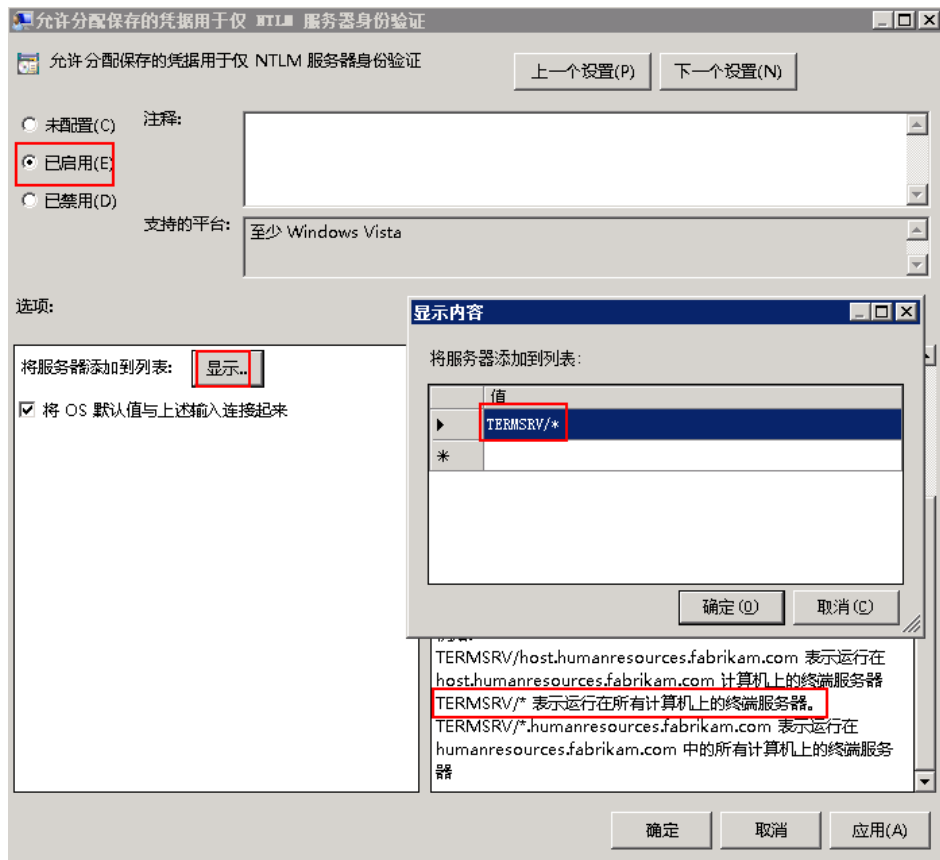 允许分配保存的凭据用于仅 NTLM 服务器身份验证
允许分配保存的凭据用于仅 NTLM 服务器身份验证
上一个设置(P)
下一个设置(N)
未配置(C)
注释:
已启用(E)
已禁用(D)
支持的平台:
至少 Windows Vista
选项:
显示内容
将服务器添加到列表:
显示..
将 OS 默认值与上述输入连接起来
将服务器添加到列表:
值
TERMSRV/*
确定(O)
取消(C)
TERMSRV/host.humanresources.fabrikam.com 表示运行在
host.humanresources.fabrikam.com 计算机上的终端服务器
TERMSRV/* 表示运行在所有计算机上的终端服务器。
TERMSRV/*.humanresources.fabrikam.com 表示运行在
humanresources.fabrikam.com 中的所有计算机上的终端服务
器
确定
取消
应用(A)